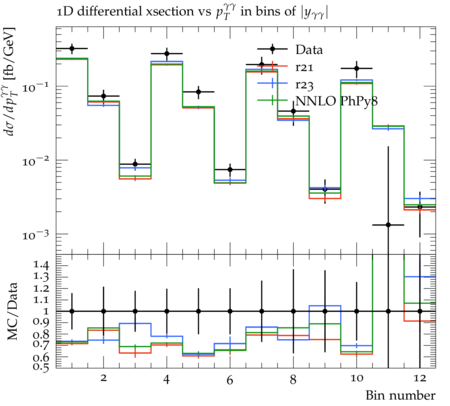 1D differential xsection vs p_T^{γγ} in bins of |y_{γγ}|
dσ/dp_T^{γγ} [fb/GeV]
Data
r21
r23
NNLO PhPy8
10^{−1}
10^{−2}
10^{−3}
MC/Data
1.4
1.3
1.2
1.1
1
0.9
0.8
0.7
0.6
0.5
2 4 6 8 10 12
Bin number